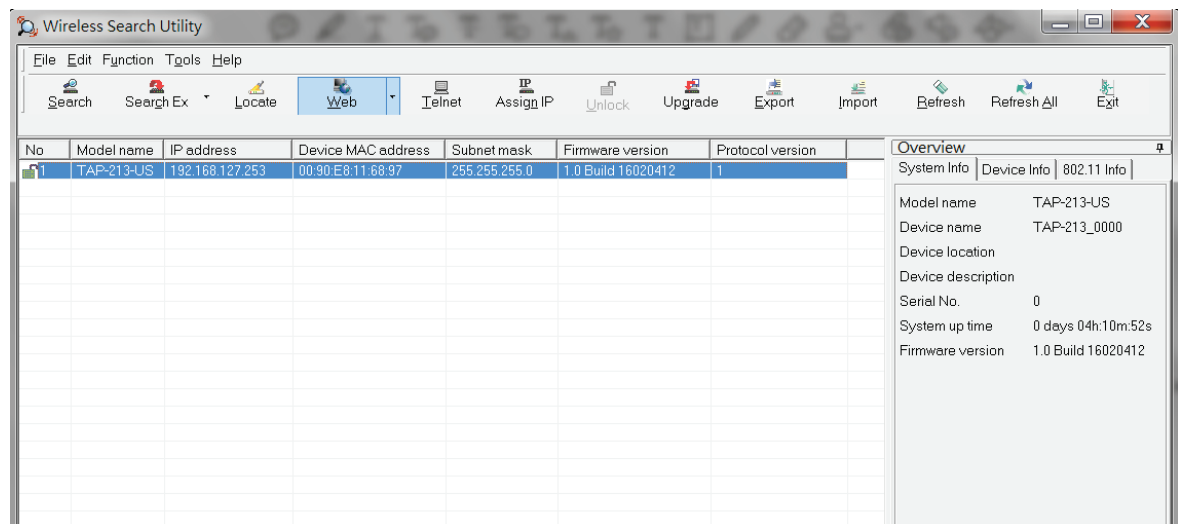 Wireless Search Utility
File Edit Function Tools Help
Search Search Ex Locate Web Telnet Assign IP Unlock Upgrade Export Import Refresh Refresh All Exit
No Model name IP address Device MAC address Subnet mask Firmware version Protocol version
1 TAP-213-US 192.168.127.253 00:90:E8:11:68:97 255.255.255.0 1.0 Build 16020412 1
Overview
System Info Device Info 802.11 Info
Model name TAP-213-US
Device name TAP-213_0000
Device location
Device description
Serial No. 0
System up time 0 days 04h:10m:52s
Firmware version 1.0 Build 16020412